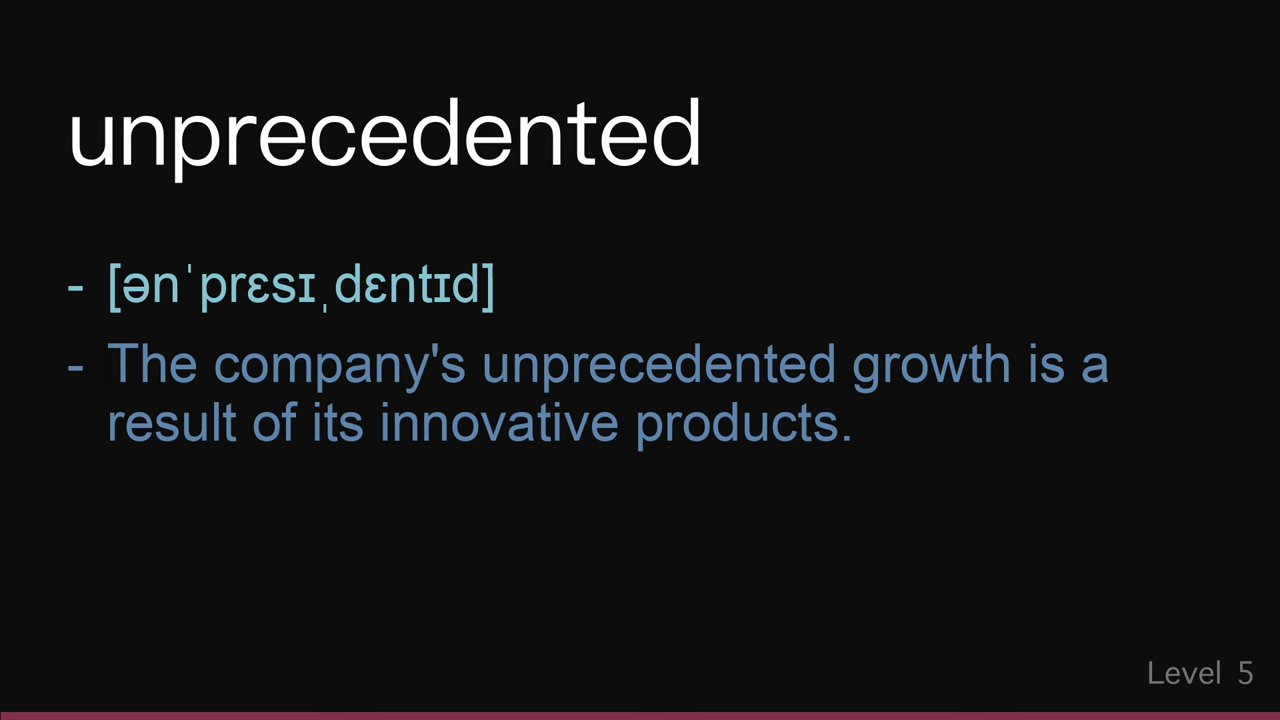 unprecedented
- [ənˈprɛsɪˌdɛntɪd]
- The company's unprecedented growth is a
result of its innovative products.
Level 5